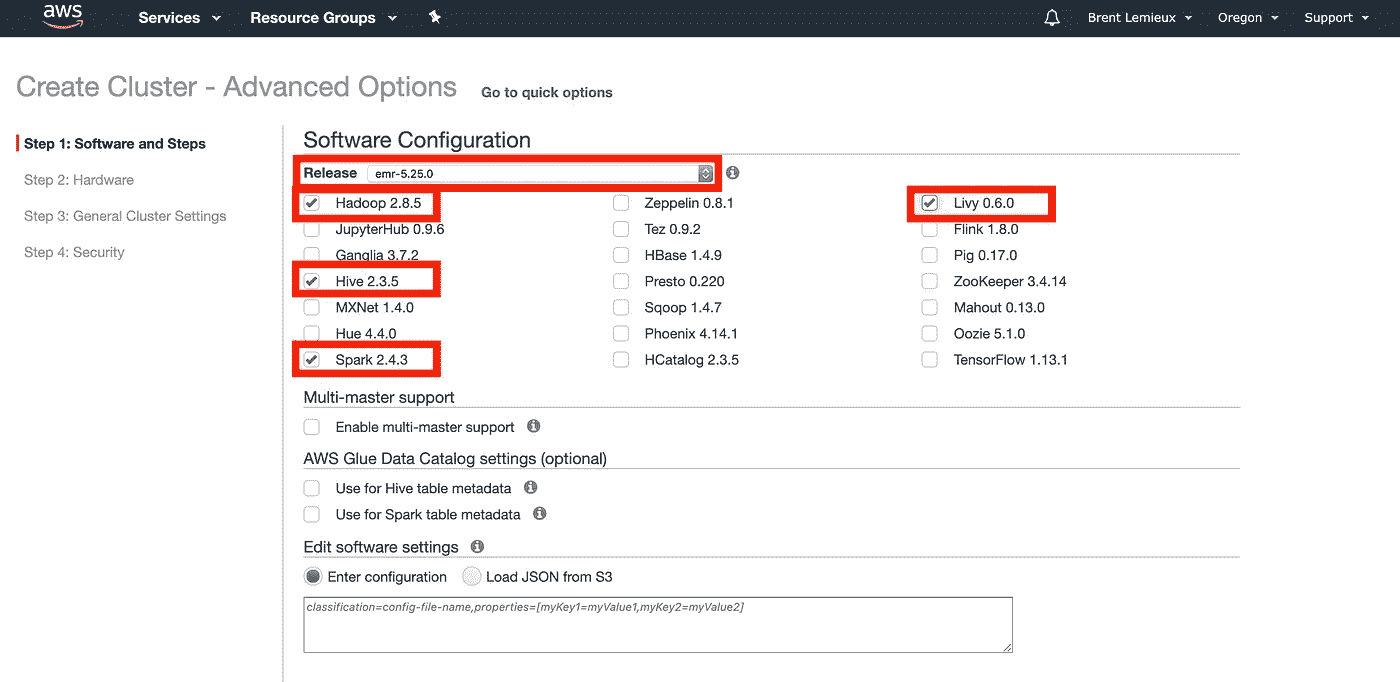 aws Services Resource Groups Brent Lemieux Oregon Support
Create Cluster - Advanced Options Go to quick options
Step 1: Software and Steps
Step 2: Hardware
Step 3: General Cluster Settings
Step 4: Security
Software Configuration
Release emr-5.25.0
Hadoop 2.8.5 Zeppelin 0.8.1 Livy 0.6.0
JupyterHub 0.9.6 Tez 0.9.2 Flink 1.8.0
Ganglia 3.7.2 HBase 1.4.9 Pig 0.17.0
Hive 2.3.5 Presto 0.220 ZooKeeper 3.4.14
MXNet 1.4.0 Sqoop 1.4.7 Mahout 0.13.0
Hue 4.4.0 Phoenix 4.14.1 Oozie 5.1.0
Spark 2.4.3 HCatalog 2.3.5 TensorFlow 1.13.1
Multi-master support
Enable multi-master support
AWS Glue Data Catalog settings (optional)
Use for Hive table metadata
Use for Spark table metadata
Edit software settings
Enter configuration Load JSON from S3
classification=config-file-name,properties=[myKey1=myValue1,myKey2=myValue2]